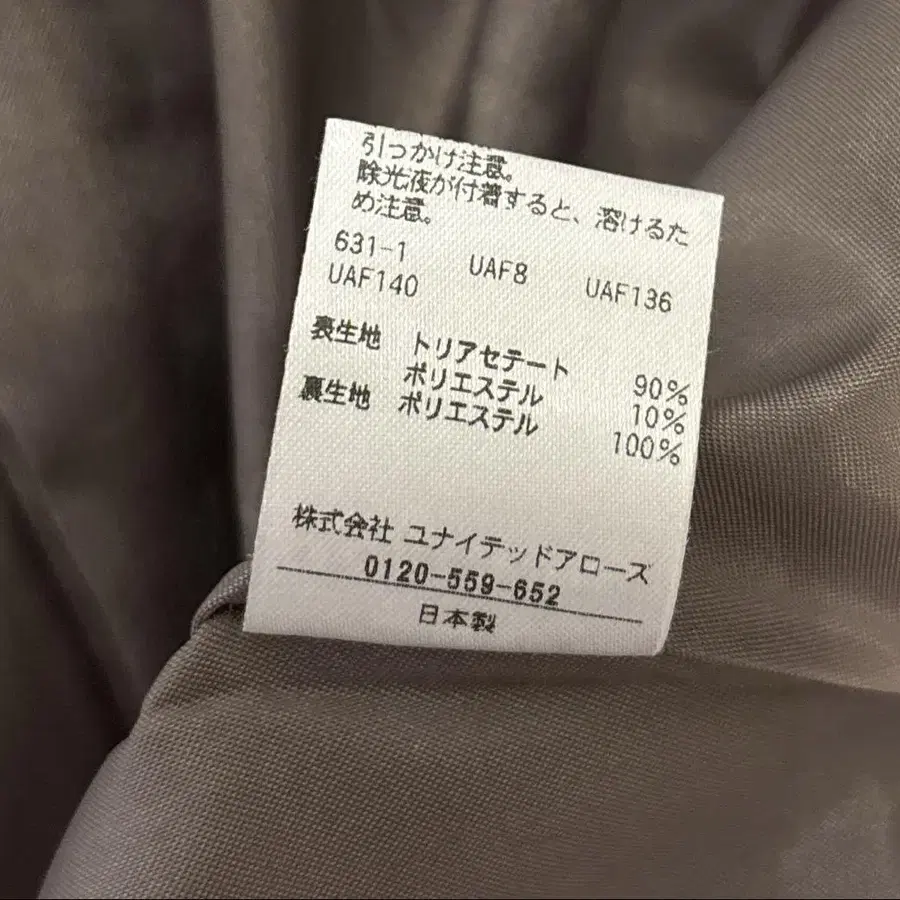 引っかけ注意。
除光液が付着すると、溶けるた
め注意。
631-1 UAF8 UAF136
UAF140
表生地 トリアセテート 90%
ポリエステル 10%
裏生地 ポリエステル 100%
株式会社 ユナイテッドアローズ
0120-559-652
日本製